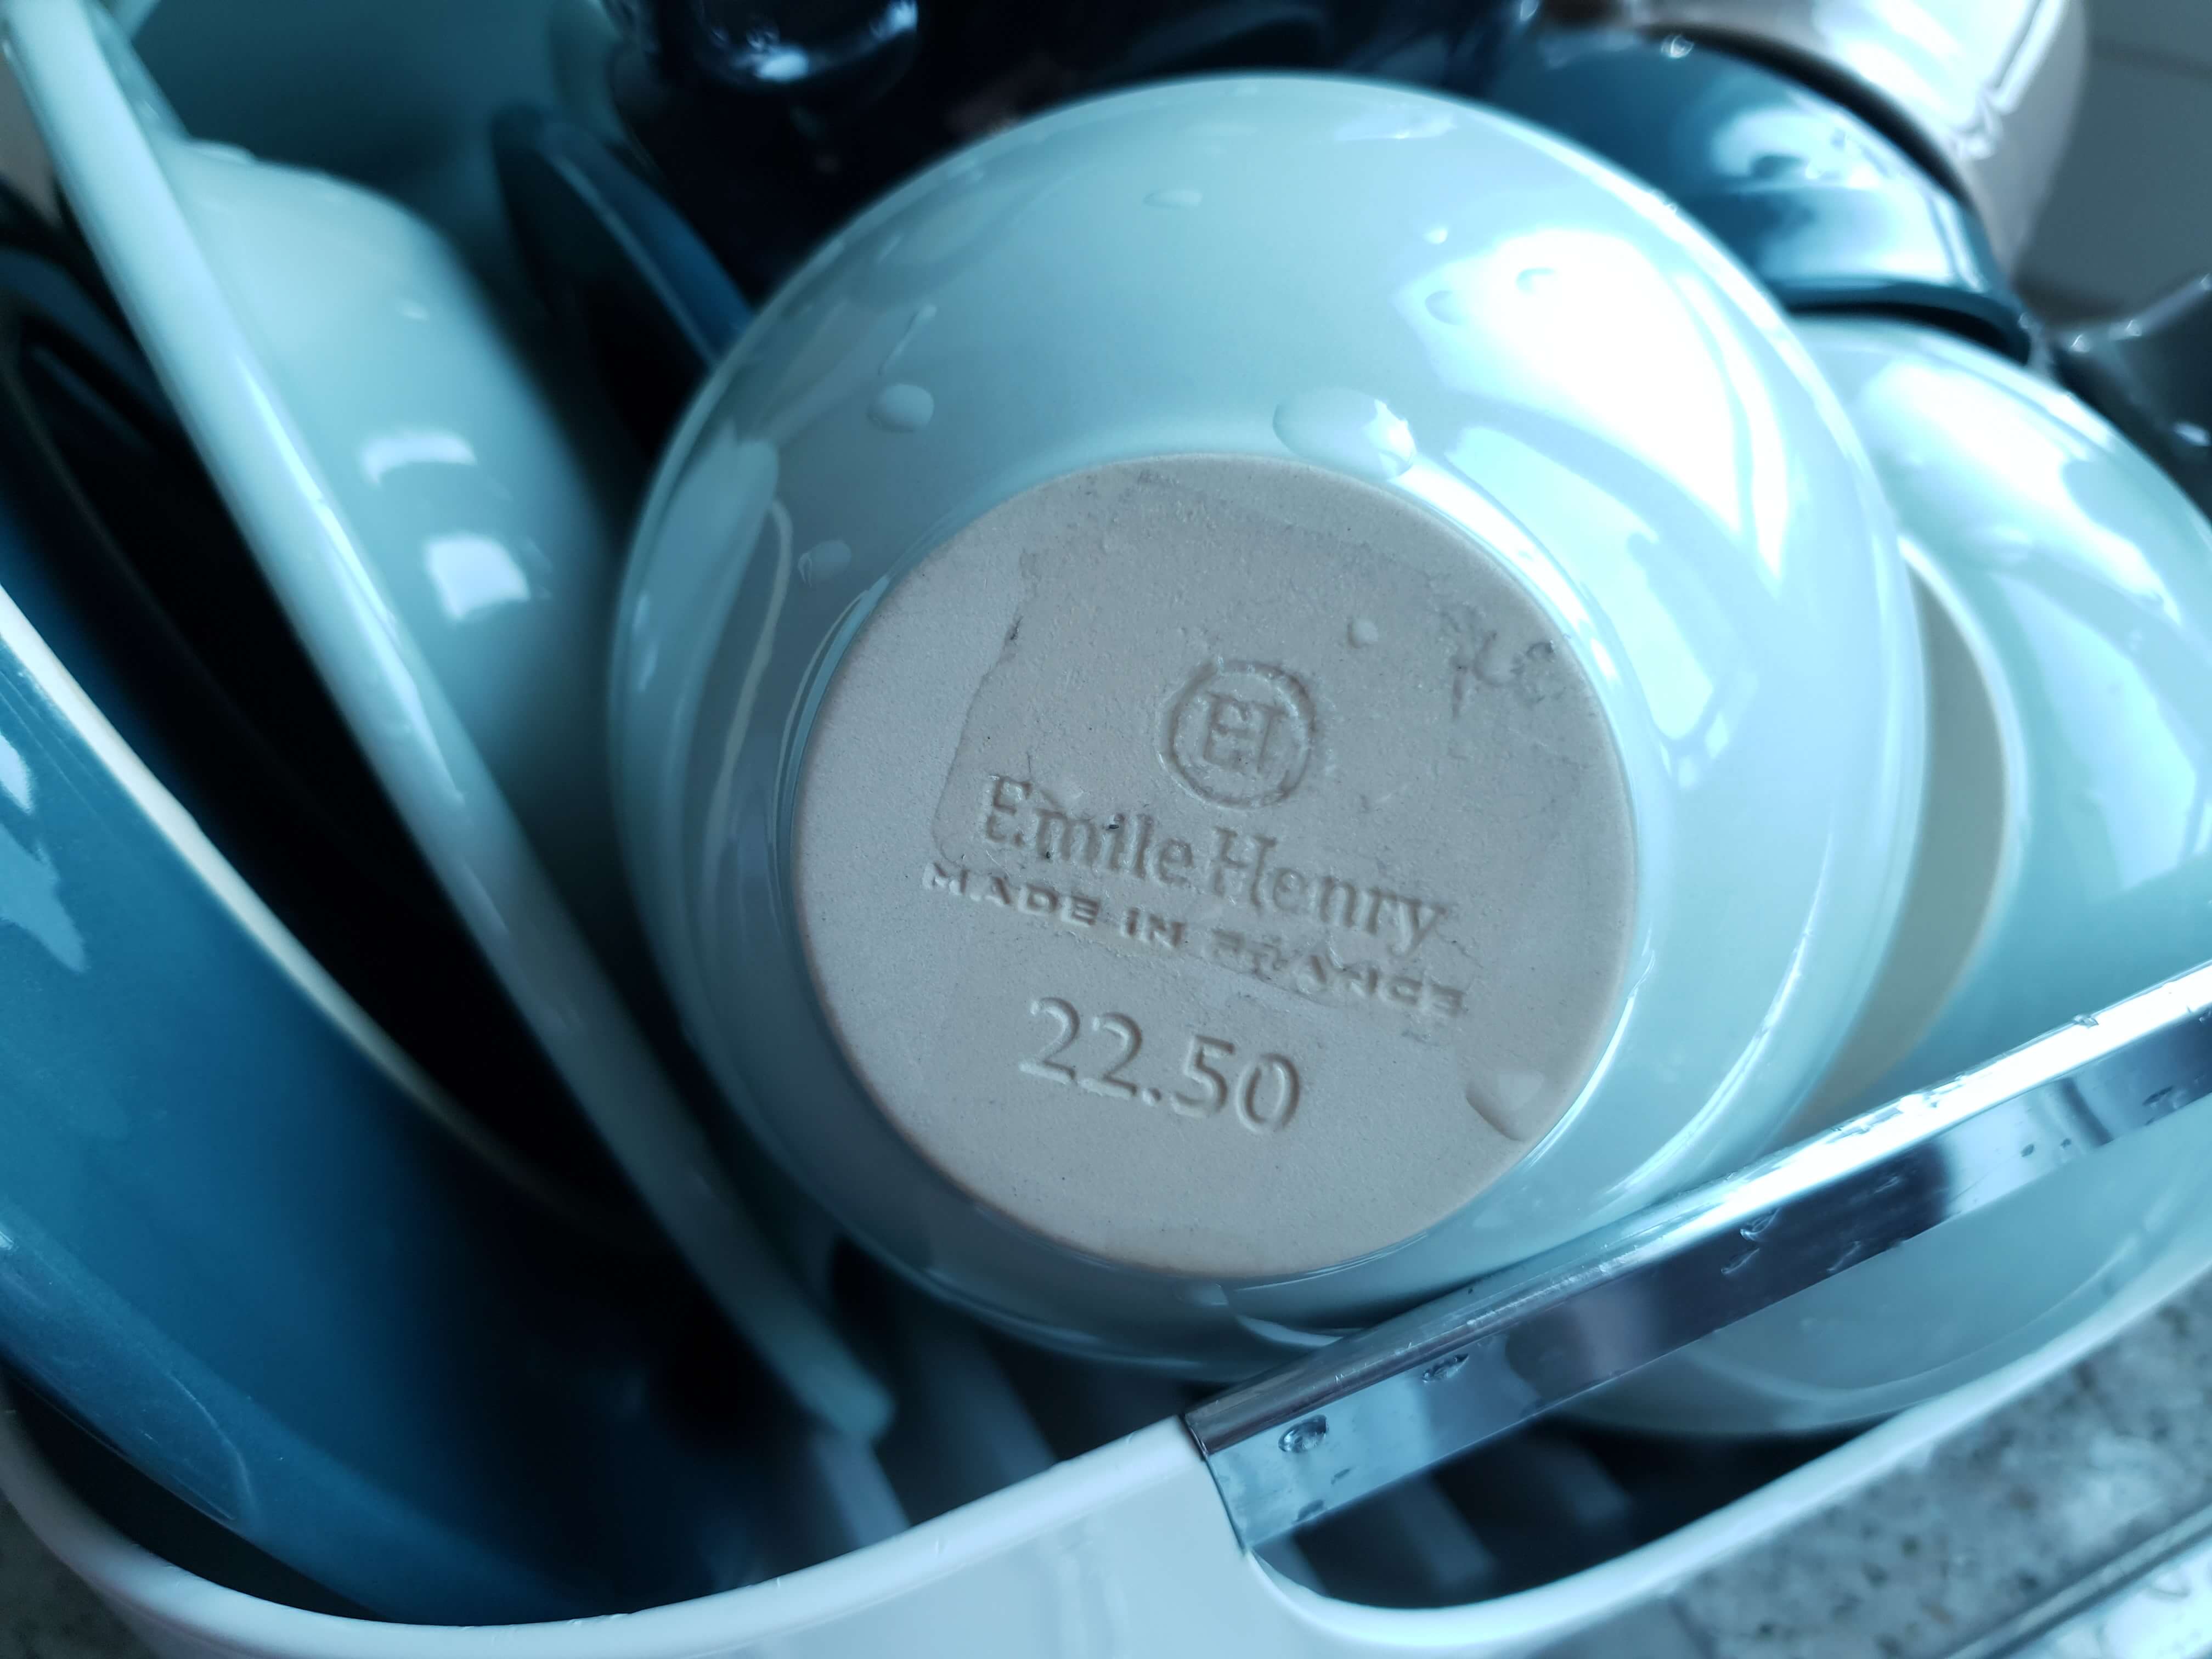 EH
Emile Henry
MADE IN FRANCE
22.50